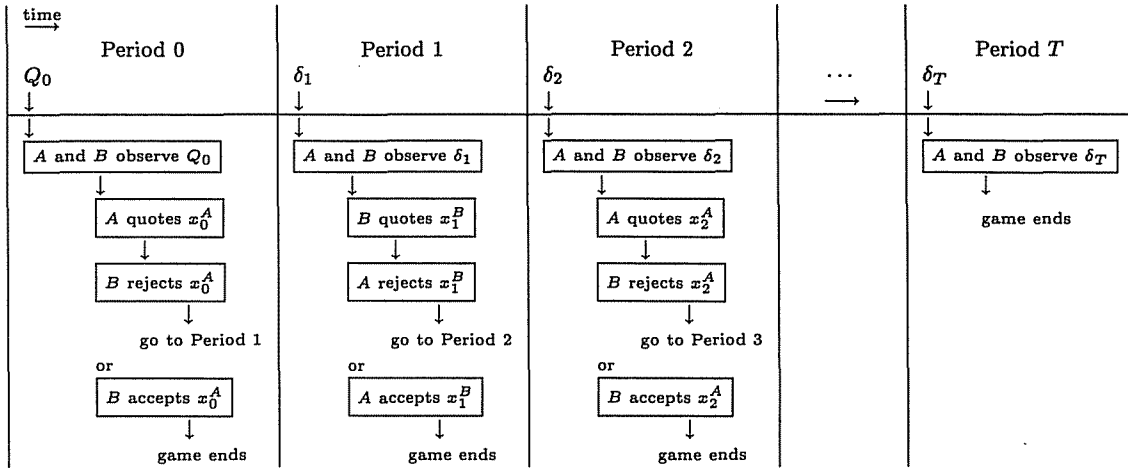 time
→
Period 0
Period 1
Period 2
Period T
Q₀
δ₁
δ₂
...
→
δ_T
A and B observe Q₀
A and B observe δ₁
A and B observe δ₂
A and B observe δ_T
A quotes x₀ᴬ
B quotes x₁ᴮ
A quotes x₂ᴬ
game ends
B rejects x₀ᴬ
A rejects x₁ᴮ
B rejects x₂ᴬ
go to Period 1
go to Period 2
go to Period 3
or
or
or
B accepts x₀ᴬ
A accepts x₁ᴮ
B accepts x₂ᴬ
game ends
game ends
game ends